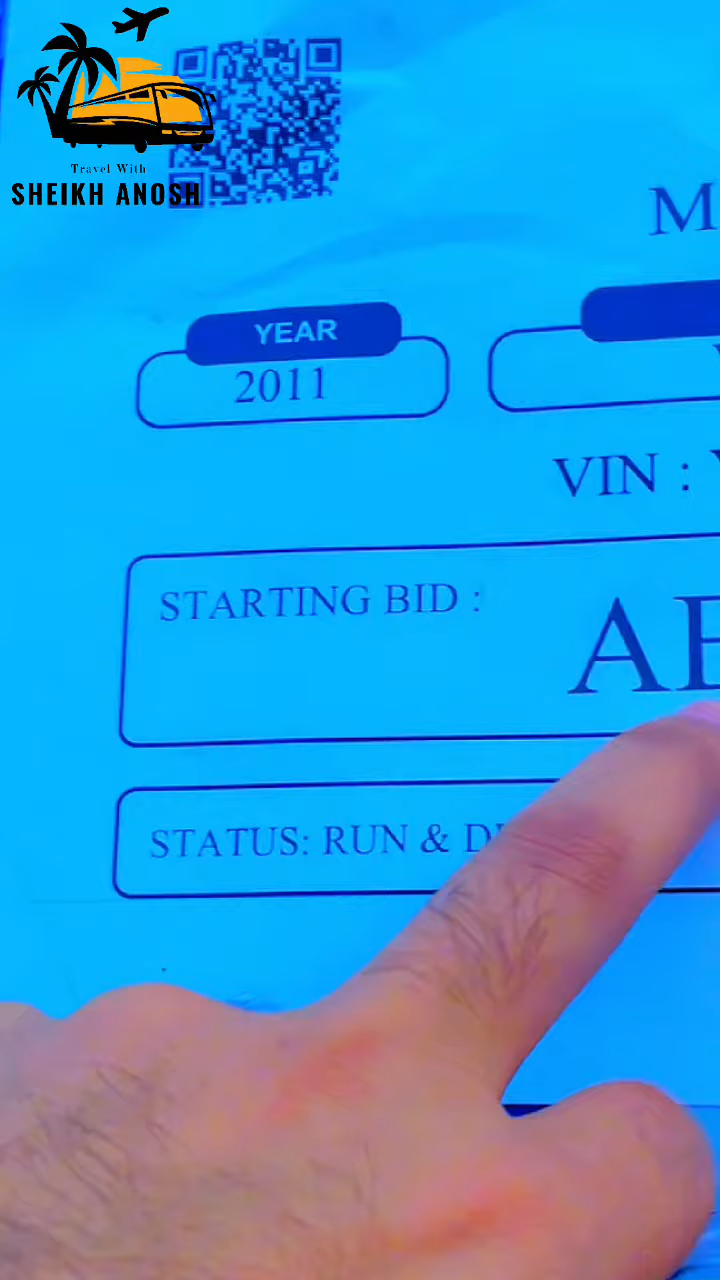 Travel With
SHEIKH ANOSH
YEAR
2011
VIN :
STARTING BID :
STATUS: RUN &